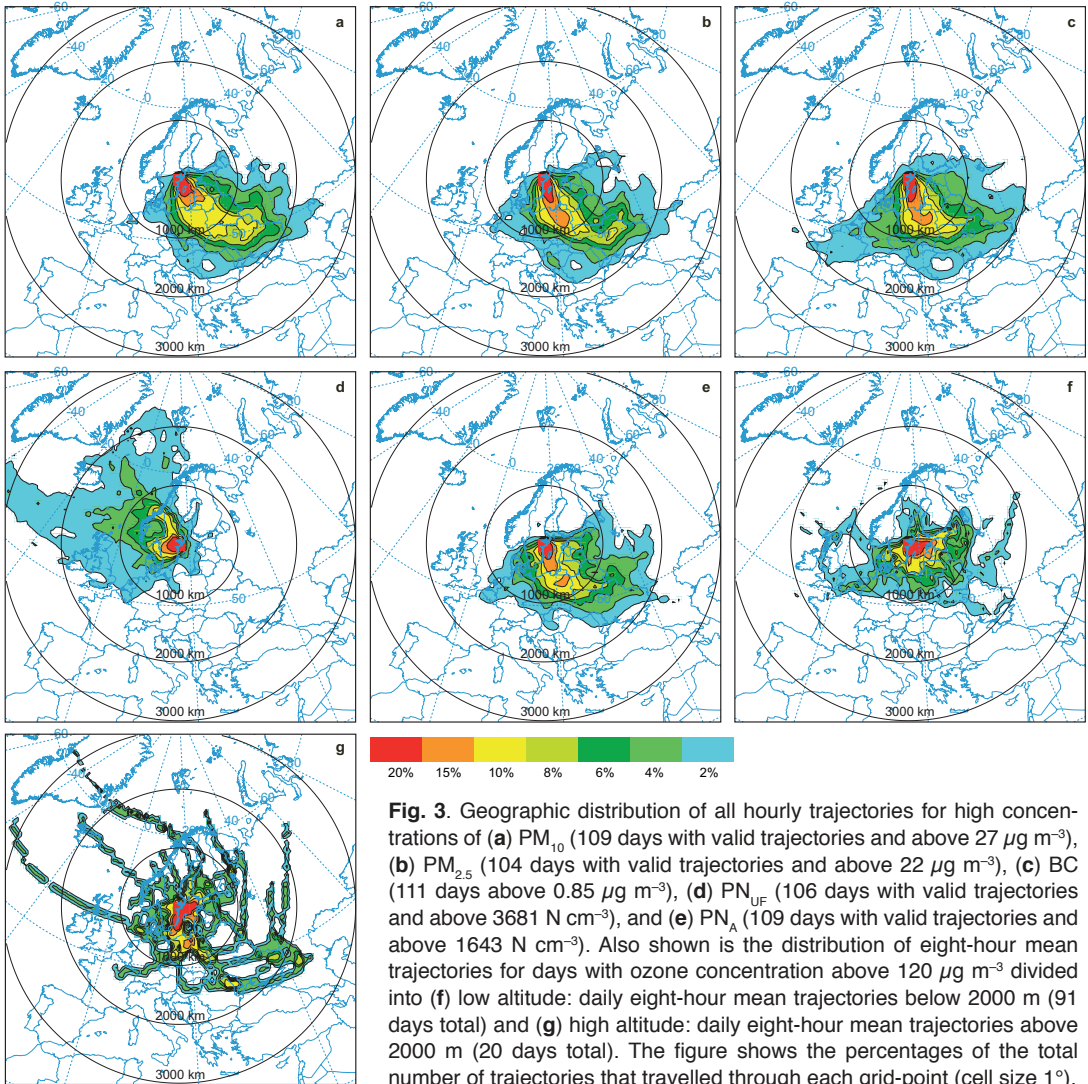 a
b
c
1000 km
2000 km
3000 km
1000 km
2000 km
3000 km
1000 km
2000 km
3000 km
d
e
f
1000 km
2000 km
3000 km
1000 km
2000 km
3000 km
1000 km
2000 km
3000 km
g
1000 km
2000 km
3000 km
20% 15% 10% 8% 6% 4% 2%
Fig. 3. Geographic distribution of all hourly trajectories for high concen-
trations of (a) PM10 (109 days with valid trajectories and above 27 µg m–3),
(b) PM2.5 (104 days with valid trajectories and above 22 µg m–3), (c) BC
(111 days above 0.85 µg m–3), (d) PNUF (106 days with valid trajectories
and above 3681 N cm–3), and (e) PNA (109 days with valid trajectories and
above 1643 N cm–3). Also shown is the distribution of eight-hour mean
trajectories for days with ozone concentration above 120 µg m–3 divided
into (f) low altitude: daily eight-hour mean trajectories below 2000 m (91
days total) and (g) high altitude: daily eight-hour mean trajectories above
2000 m (20 days total). The figure shows the percentages of the total
number of trajectories that travelled through each grid-point (cell size 1°).